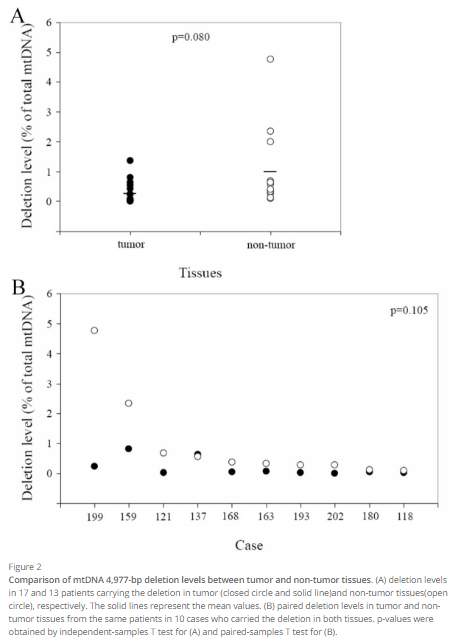 A
6
p=0.080
5
4
3
2
1
0
Deletion level (% of total mtDNA)
tumor non-tumor
Tissues
B
6
p=0.105
5
4
3
2
1
0
Deletion level (% of total mtDNA)
199 159 121 137 168 163 193 202 180 118
Case
Figure 2
Comparison of mtDNA 4,977-bp deletion levels between tumor and non-tumor tissues. (A) deletion levels
in 17 and 13 patients carrying the deletion in tumor (closed circle and solid line)and non-tumor tissues(open
circle), respectively. The solid lines represent the mean values. (B) paired deletion levels in tumor and non-
tumor tissues from the same patients in 10 cases who carried the deletion in both tissues. p-values were
obtained by independent-samples T test for (A) and paired-samples T test for (B).